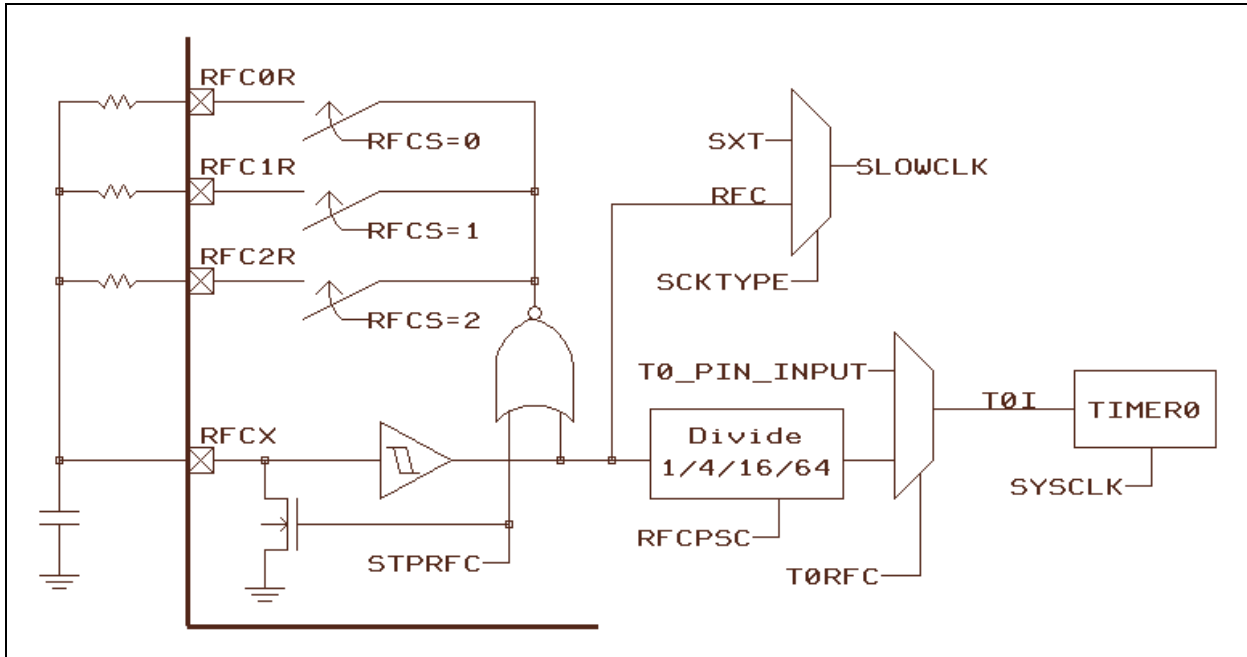 RFC0R
RFCS=0
RFC1R
RFCS=1
RFC2R
RFCS=2
SXT
RFC
SLOWCLK
SCKTYPE
T0_PIN_INPUT
T0I
TIMER0
SYSCLK
RFCX
Divide
1/4/16/64
RFCPSC
STPRFC
T0RFC